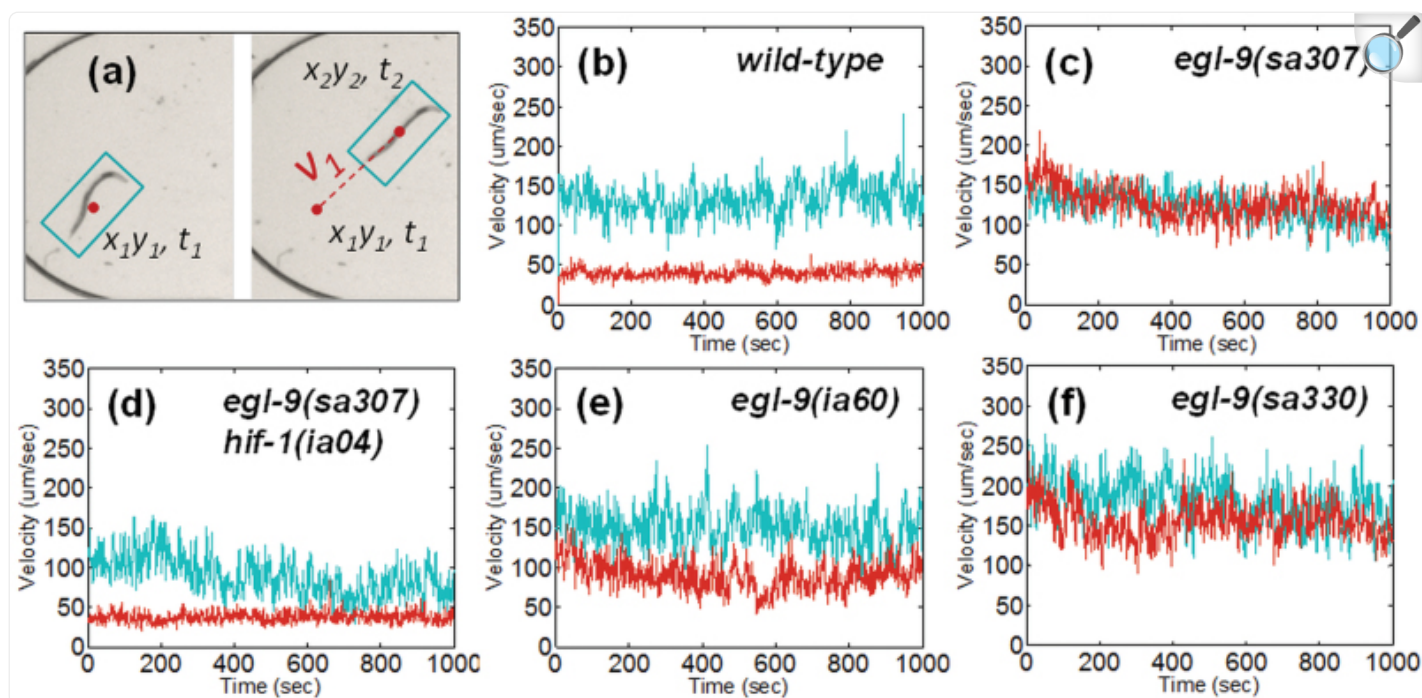 (a)
x₂y₂, t₂
V₁
x₁y₁, t₁
x₁y₁, t₁
(b)
wild-type
Velocity (um/sec)
350
300
250
200
150
100
50
0
0 200 400 600 800 1000
Time (sec)
(c)
egl-9(sa307)
Velocity (um/sec)
350
300
250
200
150
100
50
0
0 200 400 600 800 1000
Time (sec)
(d)
egl-9(sa307)
hif-1(ia04)
Velocity (um/sec)
350
300
250
200
150
100
50
0
0 200 400 600 800 1000
Time (sec)
(e)
egl-9(ia60)
Velocity (um/sec)
350
300
250
200
150
100
50
0
0 200 400 600 800 1000
Time (sec)
(f)
egl-9(sa330)
Velocity (um/sec)
350
300
250
200
150
100
50
0
0 200 400 600 800 1000
Time (sec)